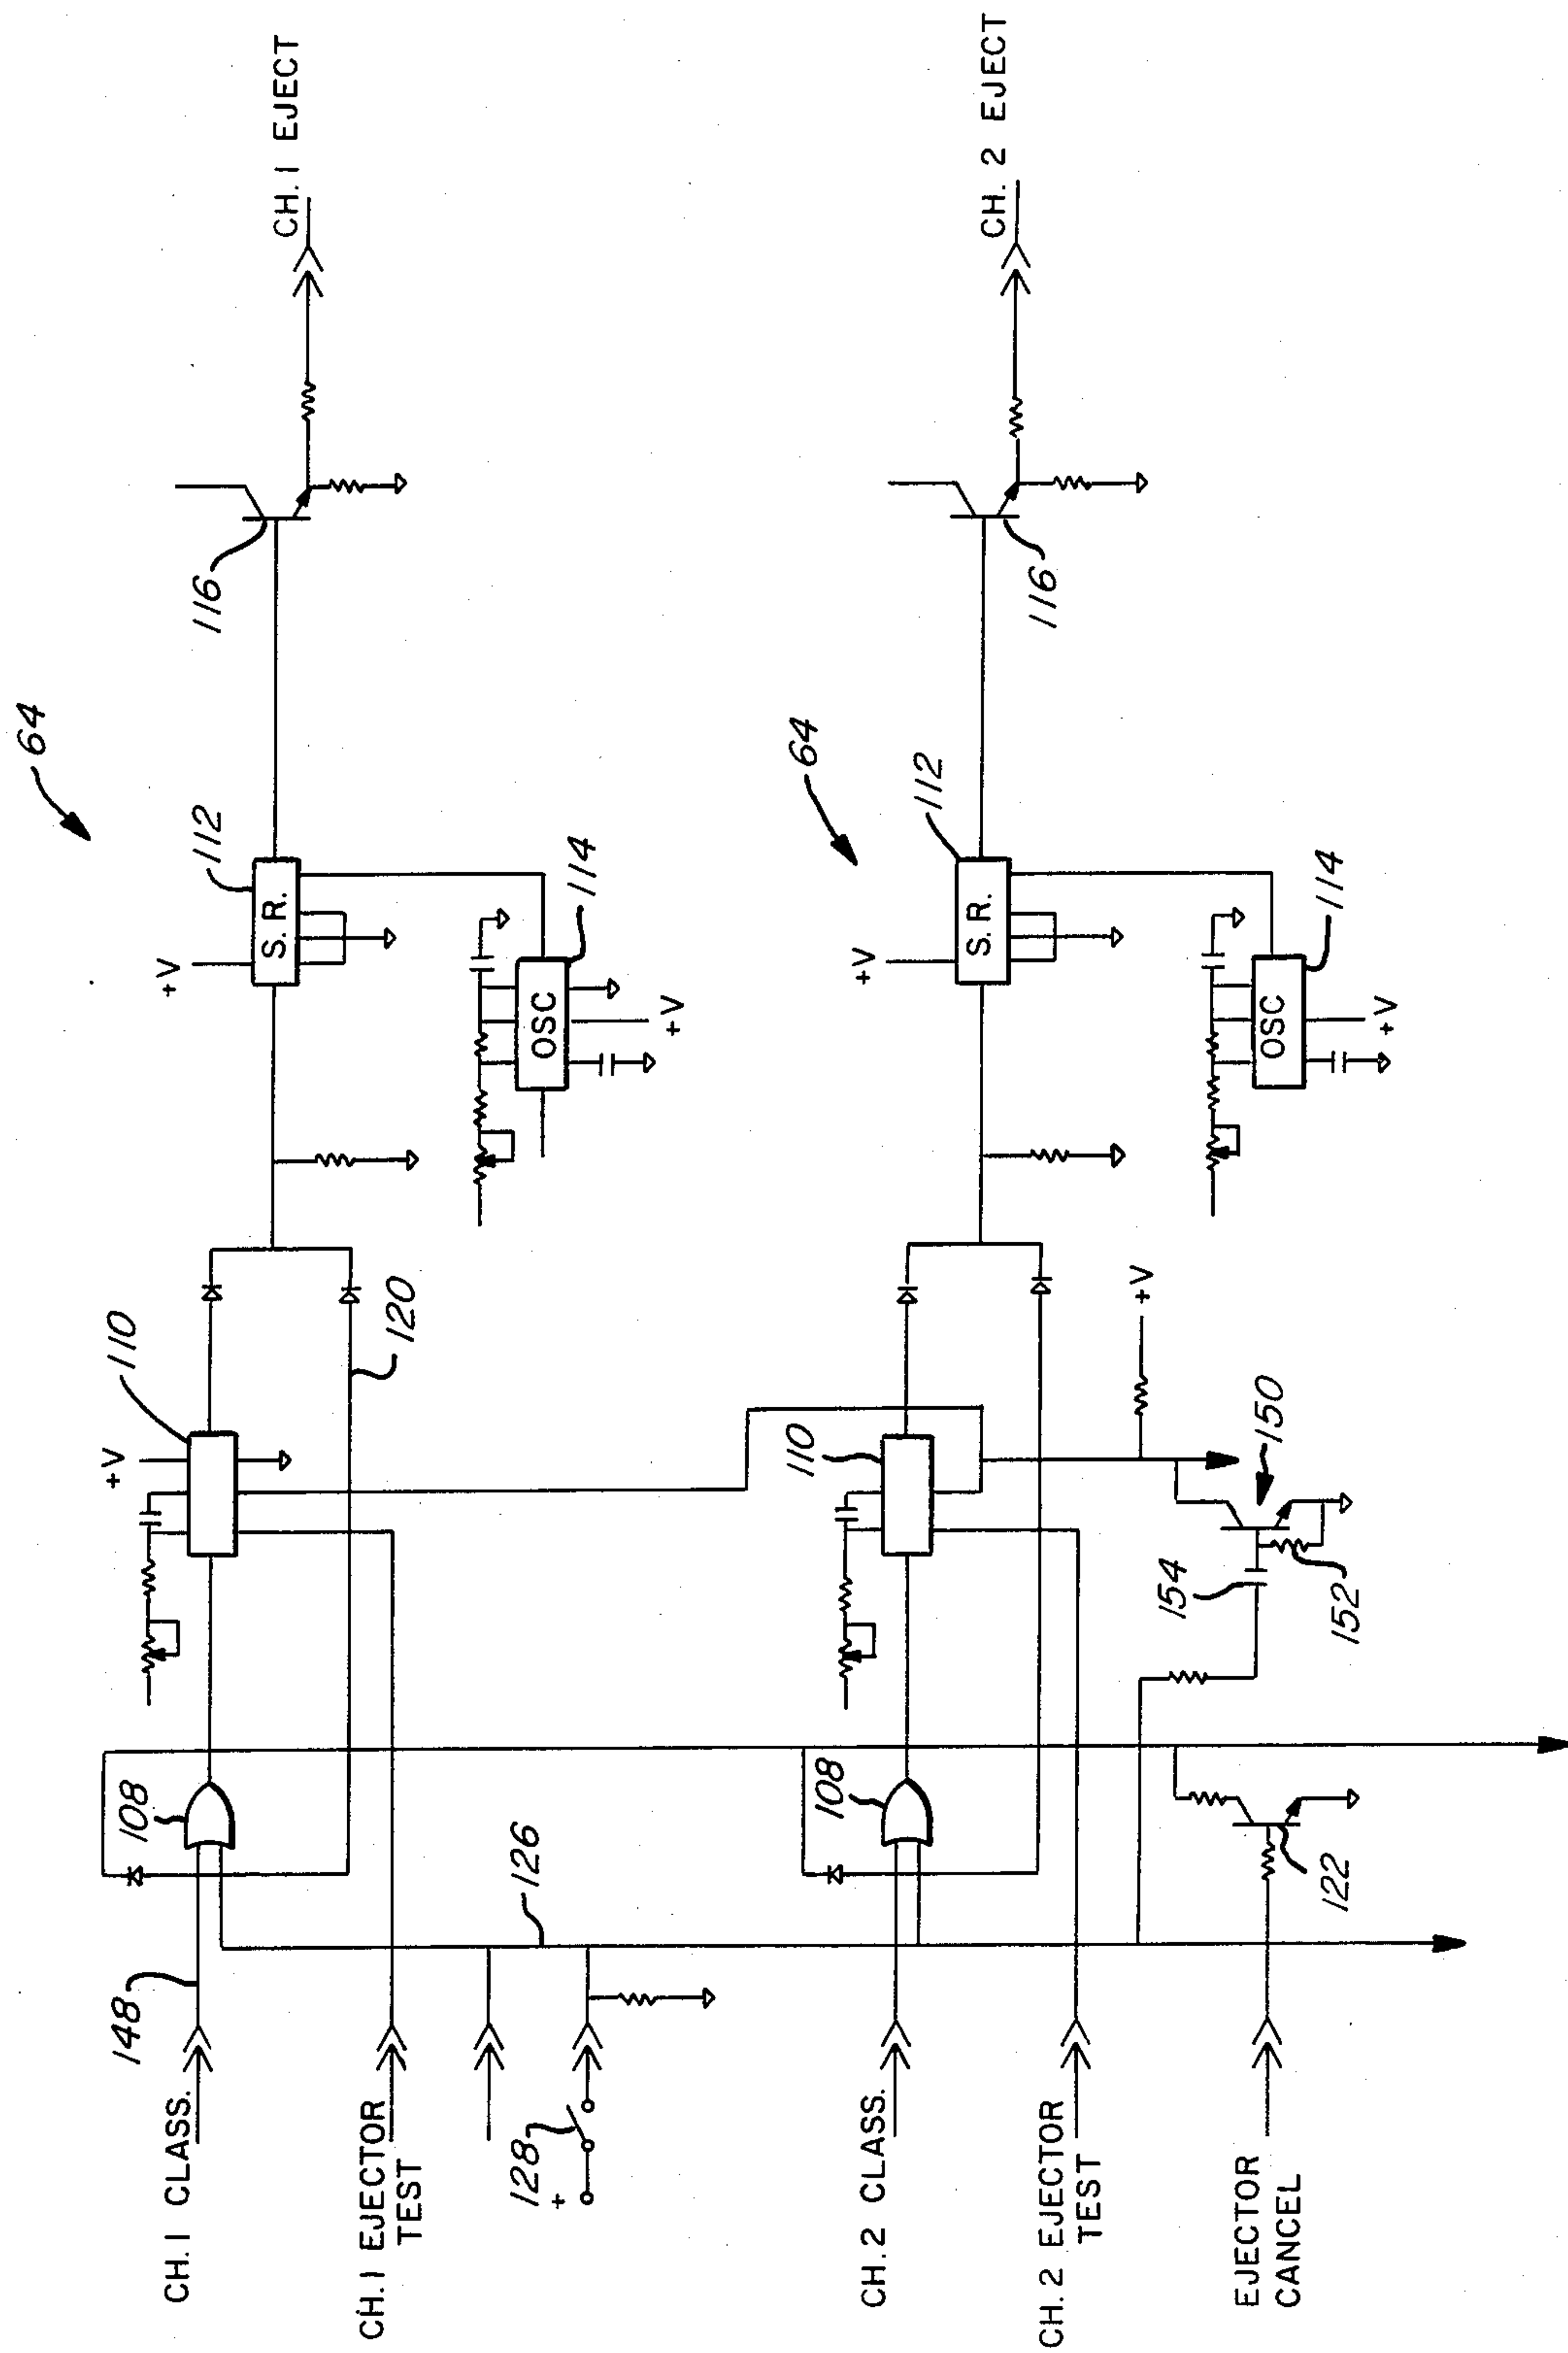 64
CH. 1 CLASS.
148
108
+V
110
120
+V
112
S.R.
116
CH. 1 EJECT
CH. 1 EJECTOR
TEST
OSC
114
+V
128
+
126
64
CH. 2 CLASS.
108
110
+V
112
S.R.
116
CH. 2 EJECT
CH. 2 EJECTOR
TEST
+V
OSC
114
+V
EJECTOR
CANCEL
122
154
152
150